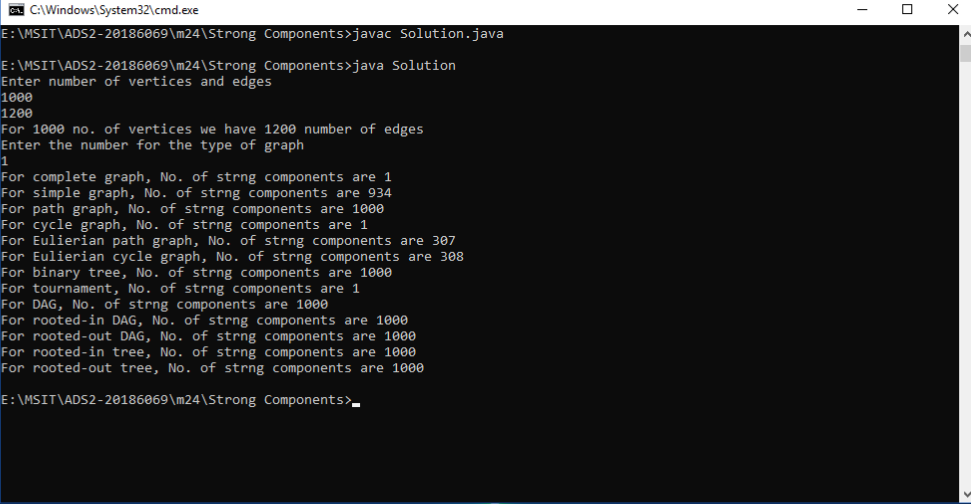 C:\Windows\System32\cmd.exe
E:\MSIT\ADS2-20186069\m24\Strong Components>javac Solution.java
E:\MSIT\ADS2-20186069\m24\Strong Components>java Solution
Enter number of vertices and edges
1000
1200
For 1000 no. of vertices we have 1200 number of edges
Enter the number for the type of graph
1
For complete graph, No. of strng components are 1
For simple graph, No. of strng components are 934
For path graph, No. of strng components are 1000
For cycle graph, No. of strng components are 1
For Eulierian path graph, No. of strng components are 307
For Eulierian cycle graph, No. of strng components are 308
For binary tree, No. of strng components are 1000
For tournament, No. of strng components are 1
For DAG, No. of strng components are 1000
For rooted-in DAG, No. of strng components are 1000
For rooted-out DAG, No. of strng components are 1000
For rooted-in tree, No. of strng components are 1000
For rooted-out tree, No. of strng components are 1000
E:\MSIT\ADS2-20186069\m24\Strong Components>